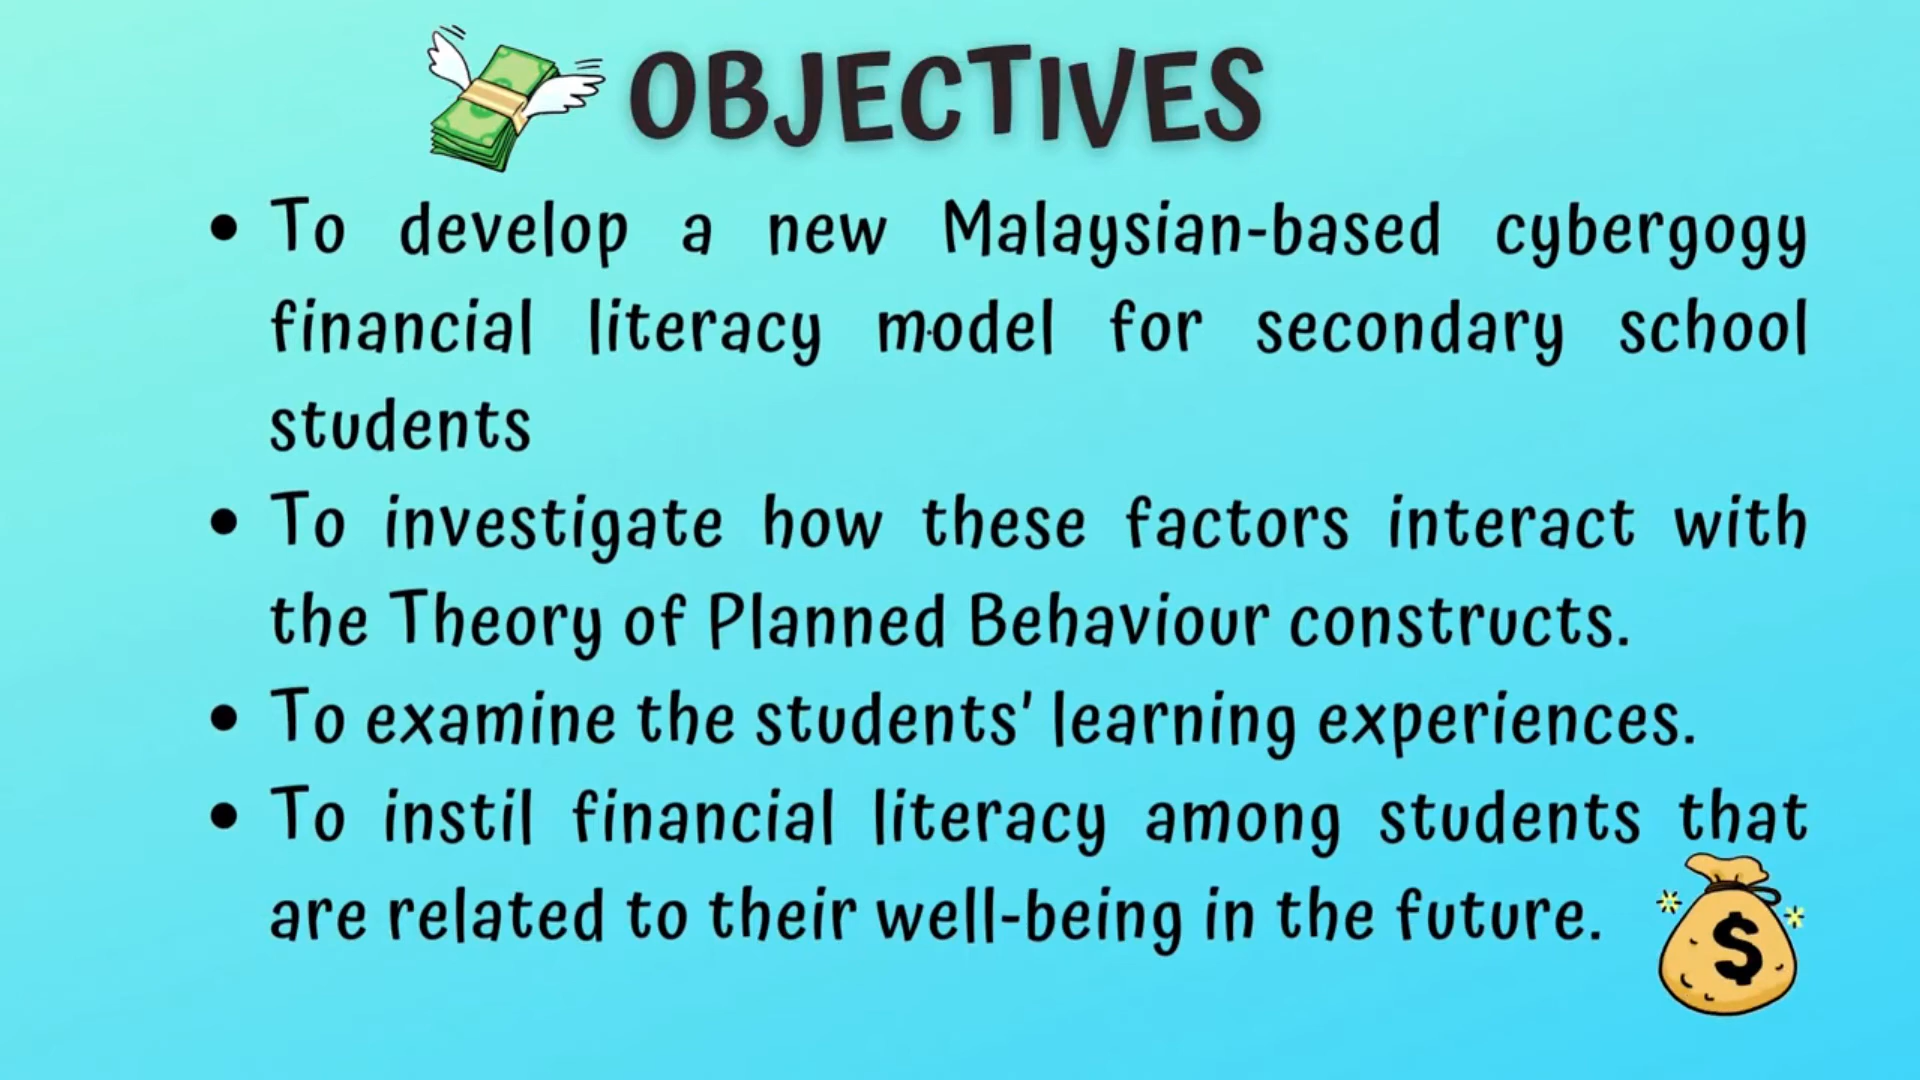 OBJECTIVES
• To develop a new Malaysian-based cybergogy
financial literacy model for secondary school
students
• To investigate how these factors interact with
the Theory of Planned Behaviour constructs.
• To examine the students' learning experiences.
• To instil financial literacy among students that
are related to their well-being in the future.
$